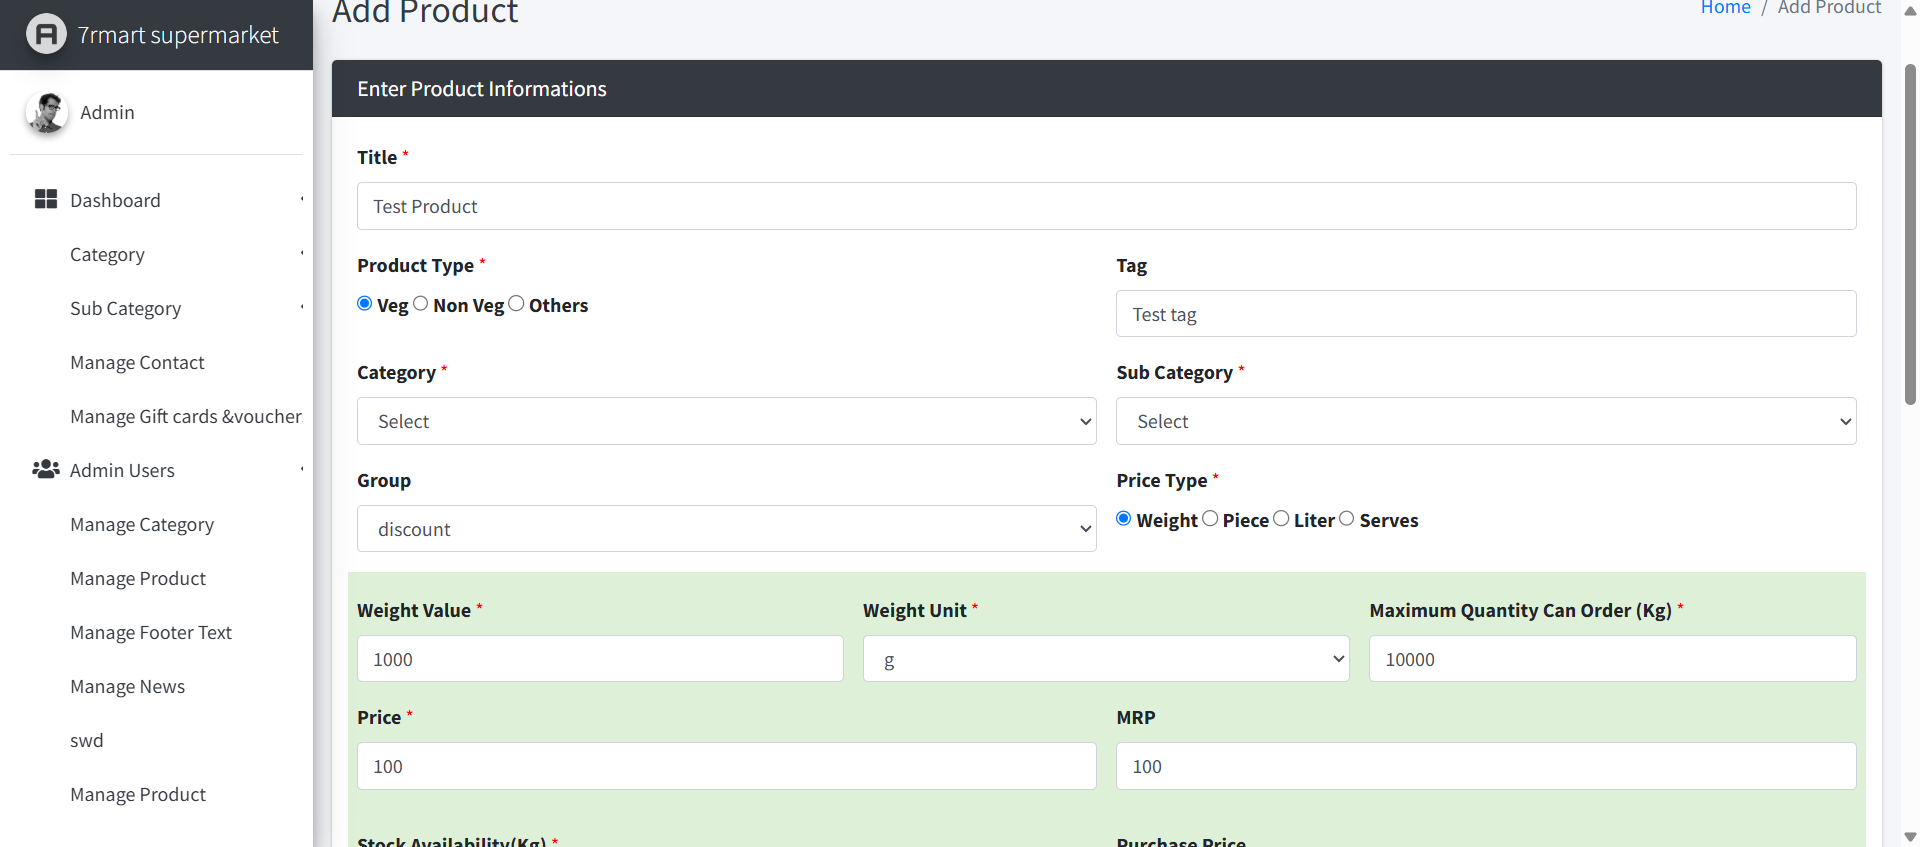 7rmart supermarket
Admin
Dashboard
Category
Sub Category
Manage Contact
Manage Gift cards &voucher
Admin Users
Manage Category
Manage Product
Manage Footer Text
Manage News
swd
Manage Product
Add Product
Home / Add Product
Enter Product Informations
Title *
Test Product
Product Type *
Veg Non Veg Others
Tag
Test tag
Category *
Select
Sub Category *
Select
Group
discount
Price Type *
Weight Piece Liter Serves
Weight Value *
1000
Weight Unit *
g
Maximum Quantity Can Order (Kg) *
10000
Price *
100
MRP
100
Stock Availability(Kg) *
Purchase Price